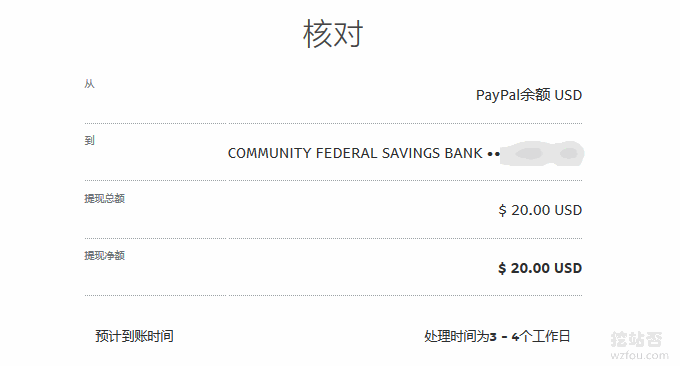 核对
从 PayPal余额 USD
到 COMMUNITY FEDERAL SAVINGS BANK ••
提现总额 $ 20.00 USD
提现净额 $ 20.00 USD
预计到账时间 处理时间为3 - 4个工作日
挖站否
wzfou.com